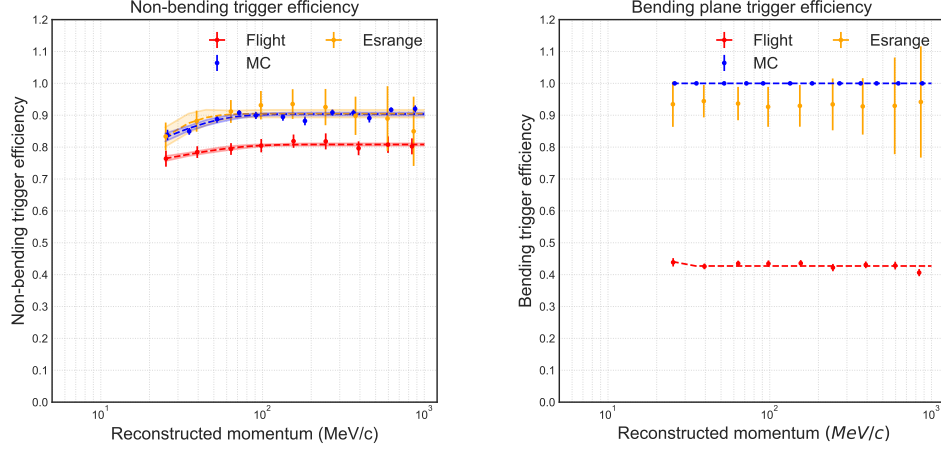 Non-bending trigger efficiency
Flight
Esrange
MC
Non-bending trigger efficiency
1.2
1.1
1.0
0.9
0.8
0.7
0.6
0.5
0.4
0.3
0.2
0.1
0.0
10^1 10^2 10^3
Reconstructed momentum (MeV/c)
Bending plane trigger efficiency
Flight
Esrange
MC
Bending plane trigger efficiency
1.2
1.1
1.0
0.9
0.8
0.7
0.6
0.5
0.4
0.3
0.2
0.1
0.0
10^1 10^2 10^3
Reconstructed momentum (MeV/c)